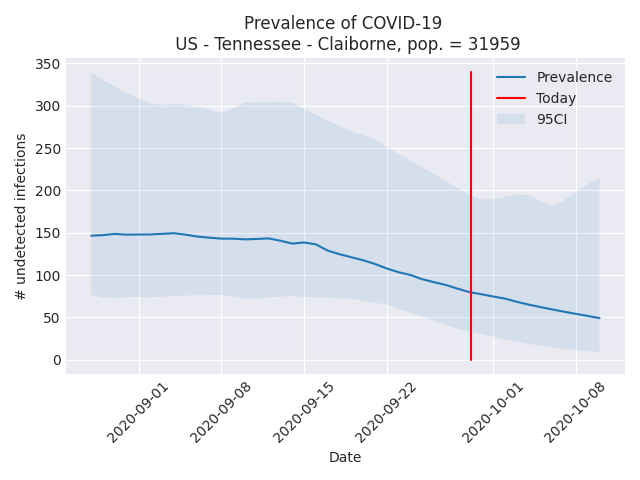 Prevalence of COVID-19
US - Tennessee - Claiborne, pop. = 31959
Prevalence
Today
95CI
# undetected infections
350
300
250
200
150
100
50
0
2020-09-01
2020-09-08
2020-09-15
2020-09-22
2020-10-01
2020-10-08
Date